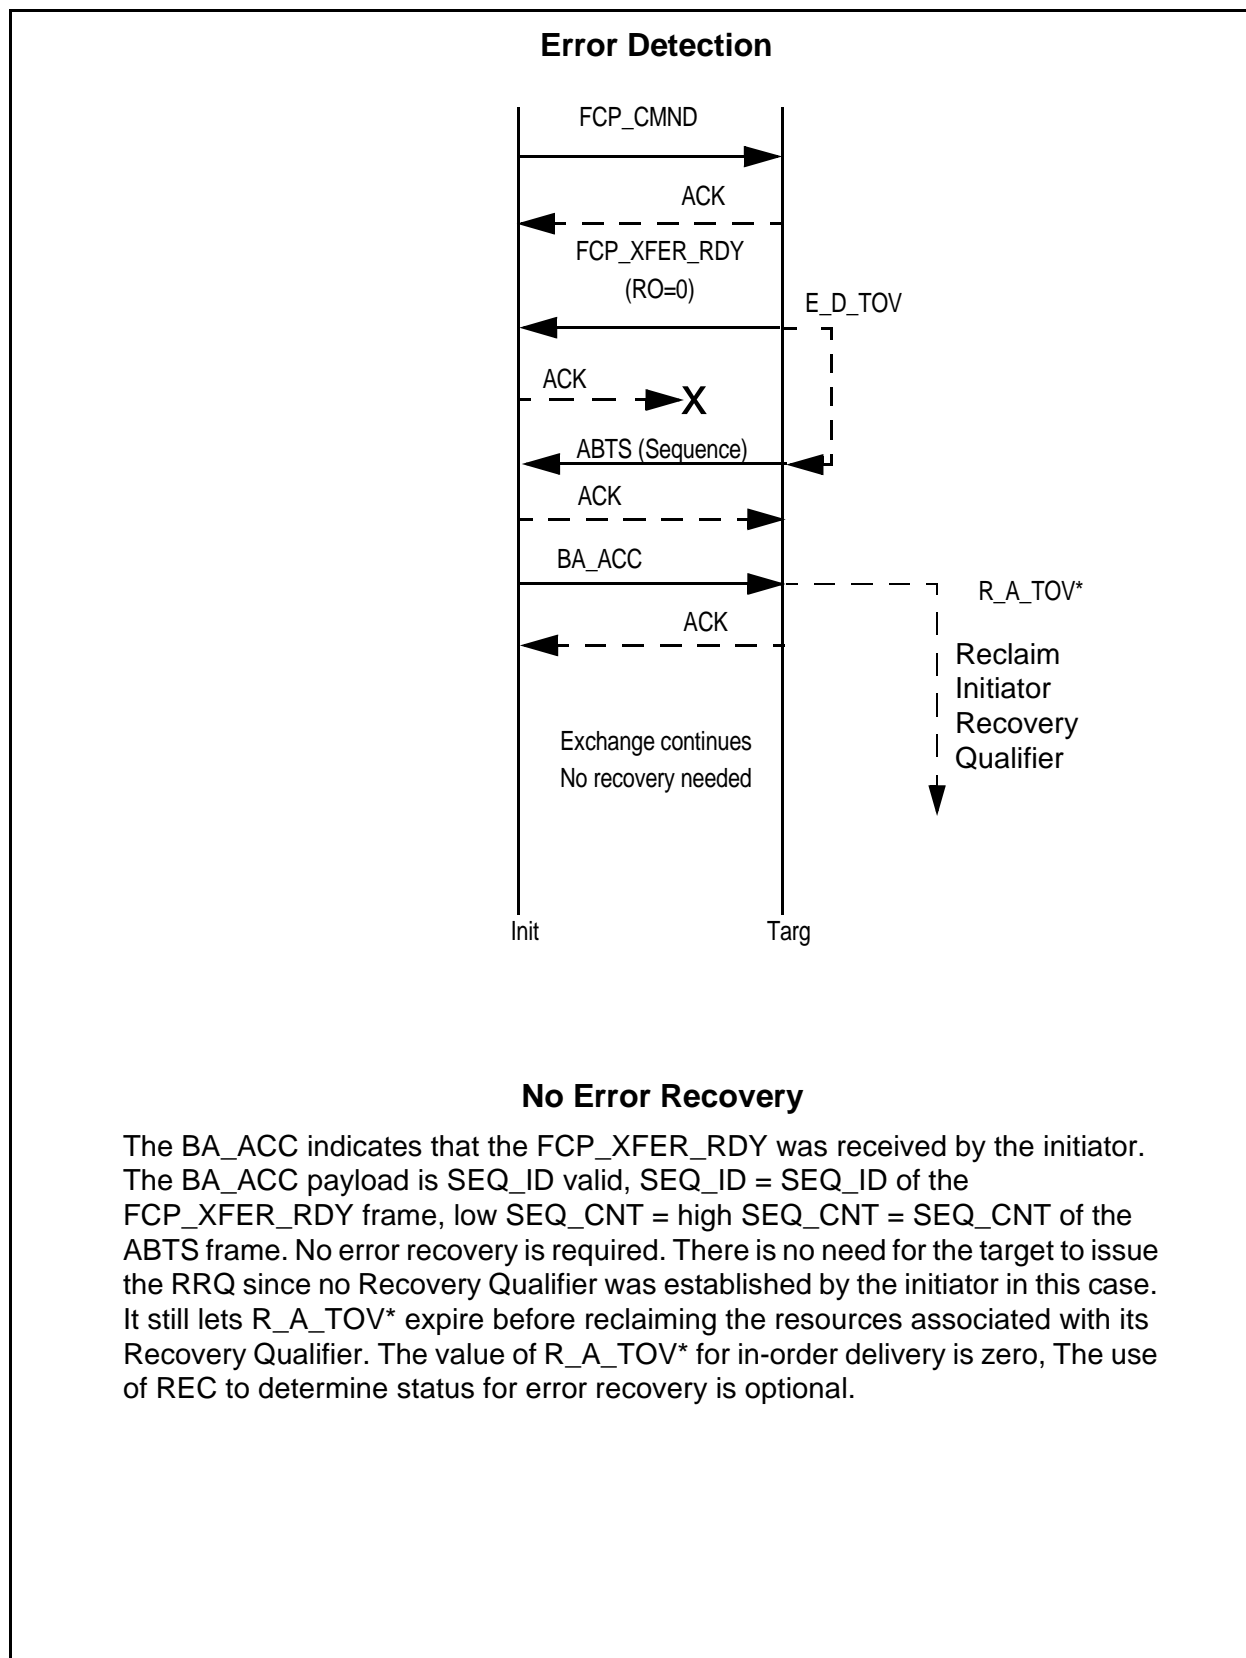 Error Detection
FCP_CMND
ACK
FCP_XFER_RDY
(RO=0)
E_D_TOV
ACK
X
ABTS (Sequence)
ACK
BA_ACC
R_A_TOV*
ACK
Reclaim
Initiator
Recovery
Qualifier
Exchange continues
No recovery needed
Init
Targ
No Error Recovery
The BA_ACC indicates that the FCP_XFER_RDY was received by the initiator.
The BA_ACC payload is SEQ_ID valid, SEQ_ID = SEQ_ID of the
FCP_XFER_RDY frame, low SEQ_CNT = high SEQ_CNT = SEQ_CNT of the
ABTS frame. No error recovery is required. There is no need for the target to issue
the RRQ since no Recovery Qualifier was established by the initiator in this case.
It still lets R_A_TOV* expire before reclaiming the resources associated with its
Recovery Qualifier. The value of R_A_TOV* for in-order delivery is zero, The use
of REC to determine status for error recovery is optional.